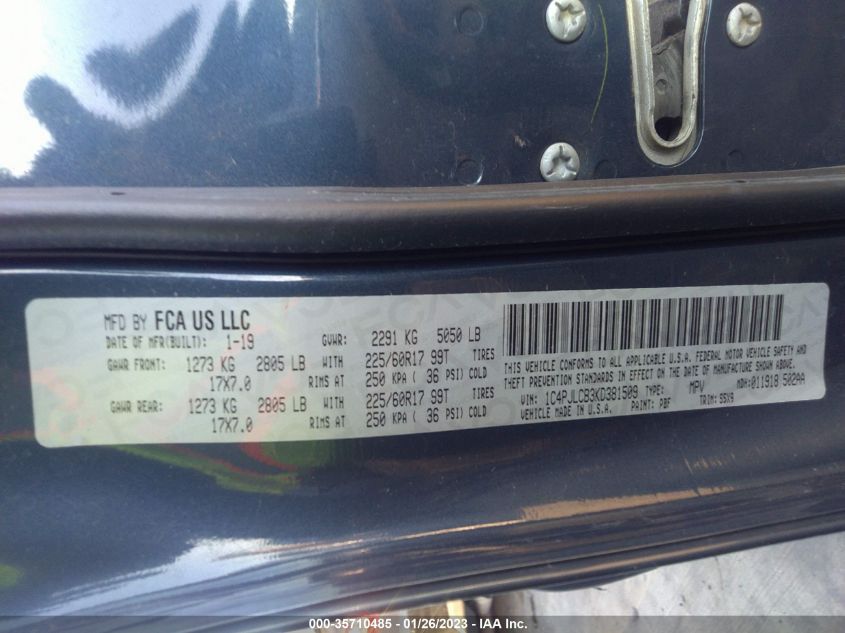 MFD BY FCA US LLC
DATE OF MFR(BUILT): 1-19 GVWR: 2291 KG 5050 LB
GAWR FRONT: 1273 KG 2805 LB WITH 225/60R17 99T TIRES
17X7.0 RIMS AT 250 KPA ( 36 PSI) COLD
GAWR REAR: 1273 KG 2805 LB WITH 225/60R17 99T TIRES
17X7.0 RIMS AT 250 KPA ( 36 PSI) COLD
THIS VEHICLE CONFORMS TO ALL APPLICABLE U.S.A. FEDERAL MOTOR VEHICLE SAFETY AND
THEFT PREVENTION STANDARDS IN EFFECT ON THE DATE OF MANUFACTURE SHOWN ABOVE.
VIN: 1C4PJLCB3KD381509 TYPE: MPV MDH: 011918 502AA
VEHICLE MADE IN U.S.A. PAINT: PBF TRIM: S5X9
000-35710485 - 01/26/2023 - IAA Inc.